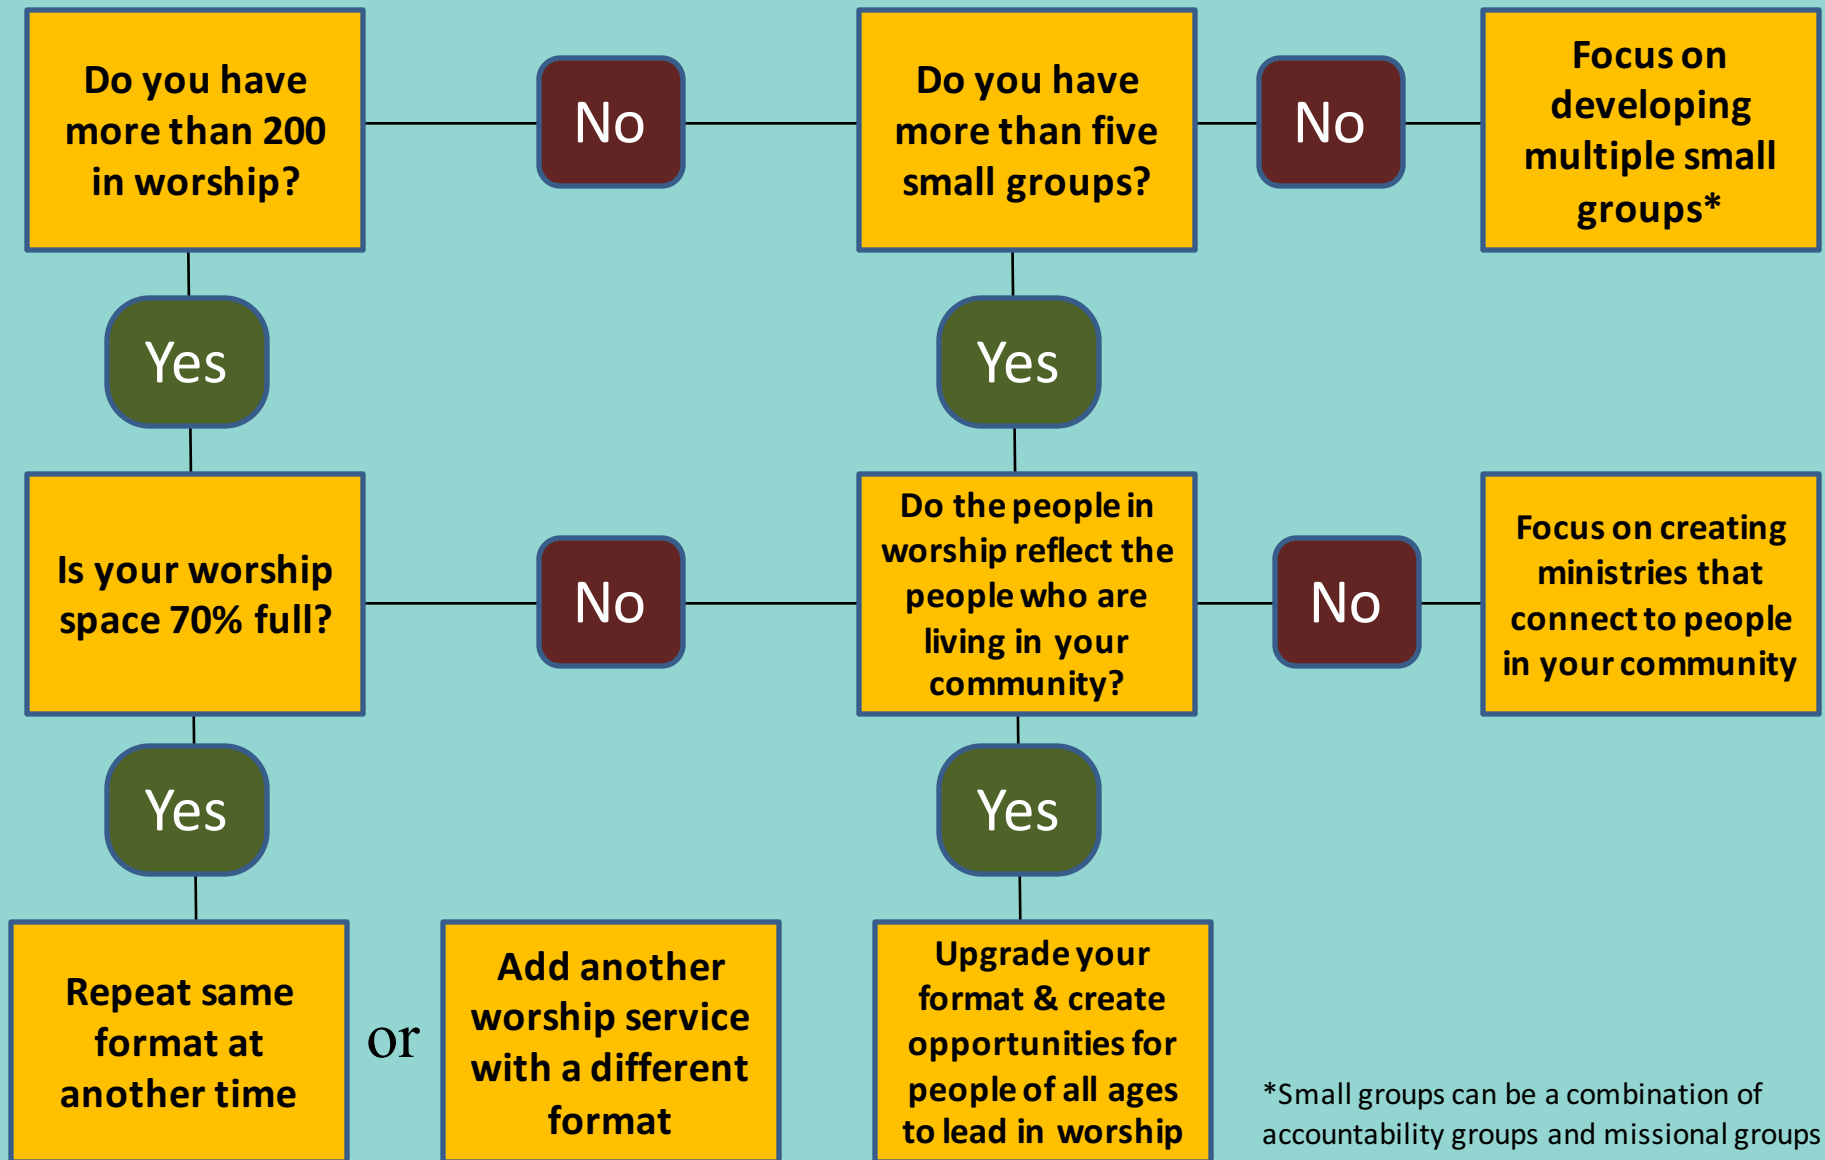 Do you have
more than 200
in worship?
No
Do you have
more than five
small groups?
No
Focus on
developing
multiple small
groups*
Yes
Yes
Is your worship
space 70% full?
No
Do the people in
worship reflect the
people who are
living in your
community?
No
Focus on creating
ministries that
connect to people
in your community
Yes
Yes
Repeat same
format at
another time
or
Add another
worship service
with a different
format
Upgrade your
format & create
opportunities for
people of all ages
to lead in worship
*Small groups can be a combination of
accountability groups and missional groups